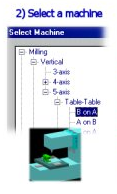 2) Select a machine
Select Machine
Milling
Vertical
3-axis
4-axis
5-axis
Table-Table
B on A
A on B